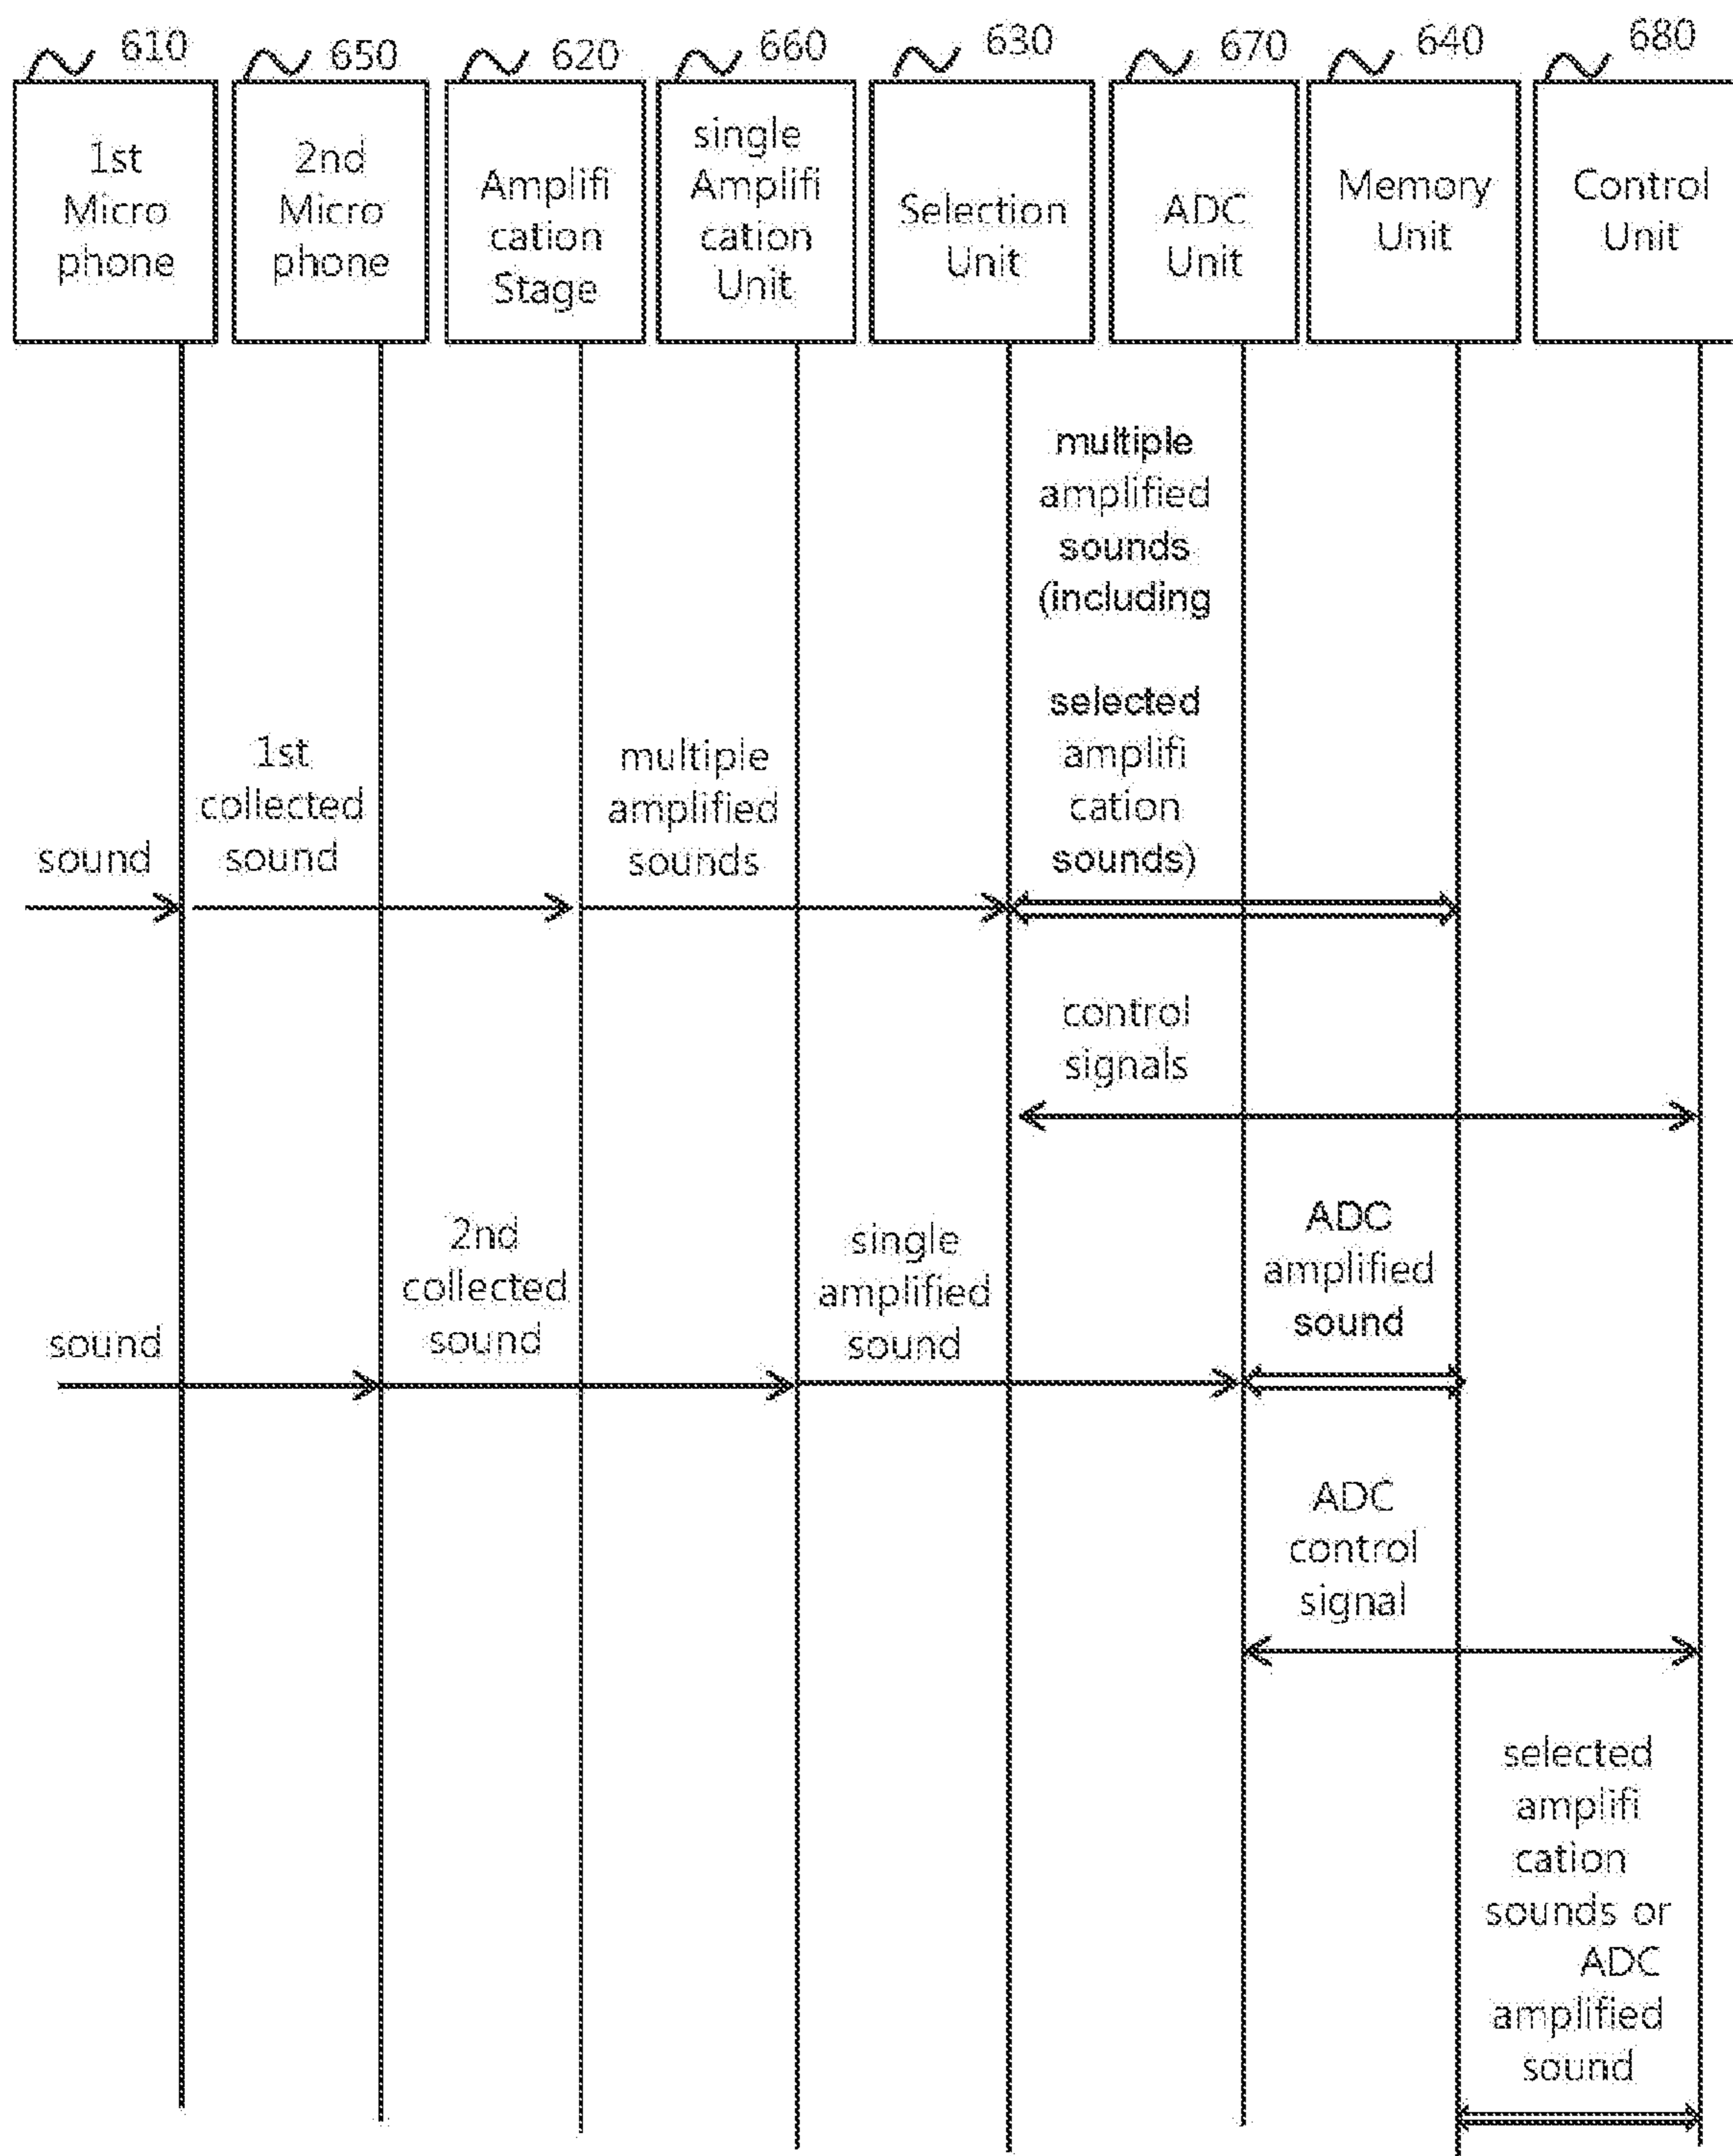 610
650
620
660
630
670
640
680
1st
Micro
phone
2nd
Micro
phone
Amplifi
cation
Stage
single
Amplifi
cation
Unit
Selection
Unit
ADC
Unit
Memory
Unit
Control
Unit
sound
1st
collected
sound
multiple
amplified
sounds
multiple
amplified
sounds
(including
selected
amplifi
cation
sounds)
control
signals
sound
2nd
collected
sound
single
amplified
sound
ADC
amplified
sound
ADC
control
signal
selected
amplifi
cation
sounds or
ADC
amplified
sound